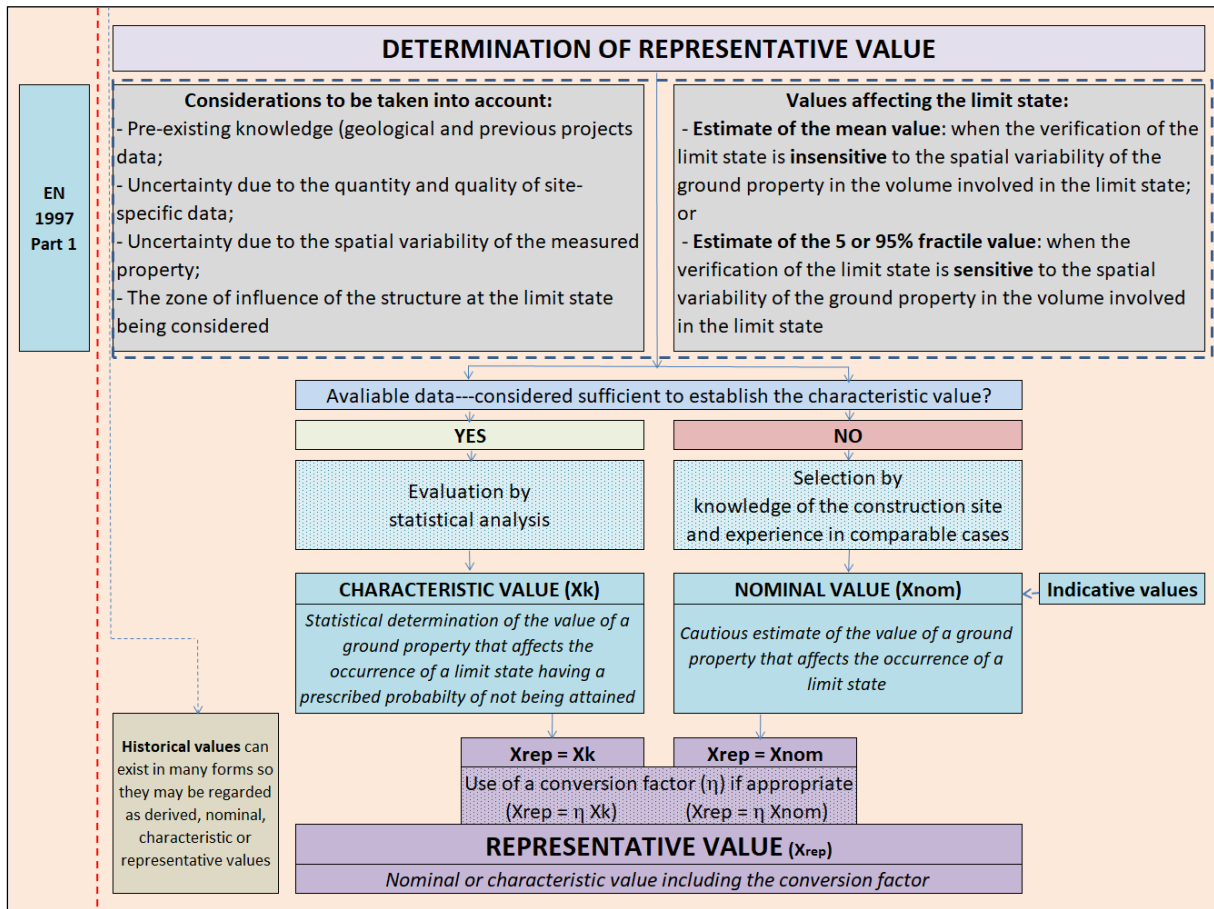 DETERMINATION OF REPRESENTATIVE VALUE
EN
1997
Part 1
Considerations to be taken into account:
- Pre-existing knowledge (geological and previous projects
data;
- Uncertainty due to the quantity and quality of site-
specific data;
- Uncertainty due to the spatial variability of the measured
property;
- The zone of influence of the structure at the limit state
being considered
Values affecting the limit state:
- Estimate of the mean value: when the verification of the
limit state is insensitive to the spatial variability of the
ground property in the volume involved in the limit state;
or
- Estimate of the 5 or 95% fractile value: when the
verification of the limit state is sensitive to the spatial
variability of the ground property in the volume involved
in the limit state
Avaliable data---considered sufficient to establish the characteristic value?
YES
NO
Evaluation by
statistical analysis
Selection by
knowledge of the construction site
and experience in comparable cases
CHARACTERISTIC VALUE (Xk)
Statistical determination of the value of a
ground property that affects the
occurrence of a limit state having a
prescribed probabilty of not being attained
NOMINAL VALUE (Xnom)
Cautious estimate of the value of a ground
property that affects the occurrence of a
limit state
Indicative values
Historical values can
exist in many forms so
they may be regarded
as derived, nominal,
characteristic or
representative values
Xrep = Xk
Xrep = Xnom
Use of a conversion factor (η) if appropriate
(Xrep = η Xk)
(Xrep = η Xnom)
REPRESENTATIVE VALUE (Xrep)
Nominal or characteristic value including the conversion factor